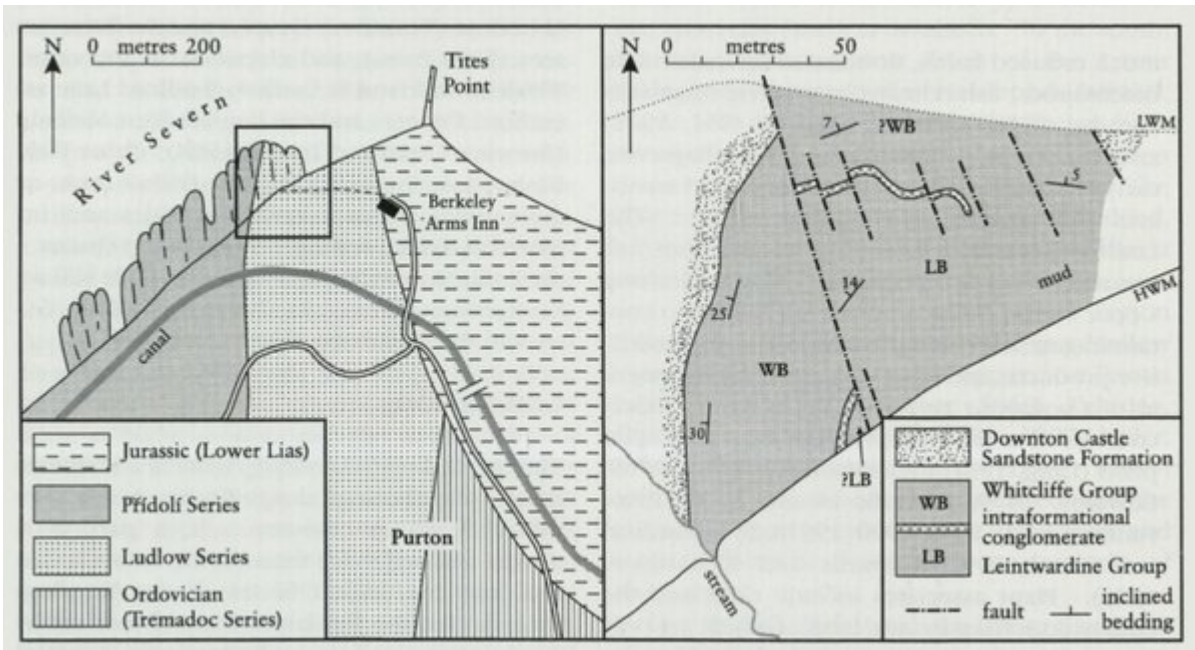 N 0 metres 200
Tites
Point
River Severn
Berkeley
Arms Inn
canal
Purton
Jurassic (Lower Lias)
Přídolí Series
Ludlow Series
Ordovician
(Tremadoc Series)
N 0 metres 50
LWM
7
?WB
5
LB
mud
HWM
14
25
WB
30
?LB
stream
Downton Castle
Sandstone Formation
WB
Whitcliffe Group
intraformational
conglomerate
LB
Leintwardine Group
fault
inclined
bedding